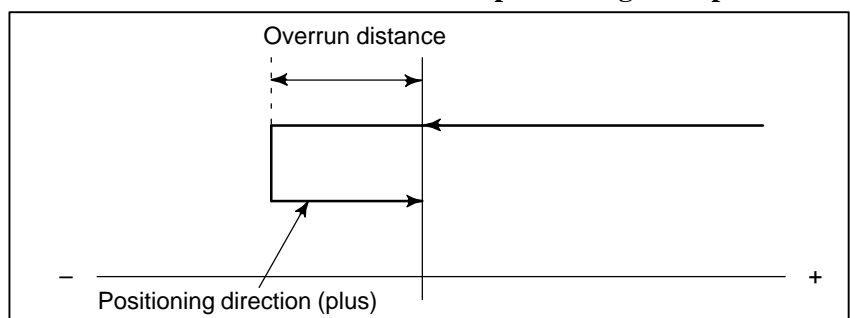 Overrun distance
– +
Positioning direction (plus)